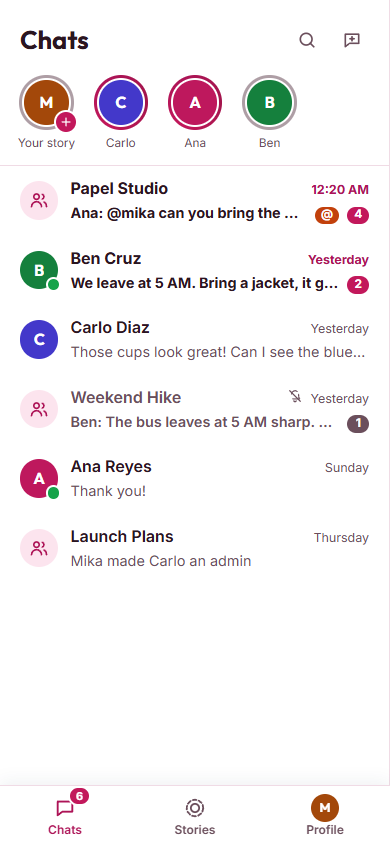 Chats
M
C
A
B
Your story
Carlo
Ana
Ben
Papel Studio
12:20 AM
Ana: @mika can you bring the ...
@
4
B
Ben Cruz
Yesterday
We leave at 5 AM. Bring a jacket, it g...
2
C
Carlo Diaz
Yesterday
Those cups look great! Can I see the blue...
Weekend Hike
Yesterday
Ben: The bus leaves at 5 AM sharp. ...
1
A
Ana Reyes
Sunday
Thank you!
Launch Plans
Thursday
Mika made Carlo an admin
6
Chats
Stories
M
Profile